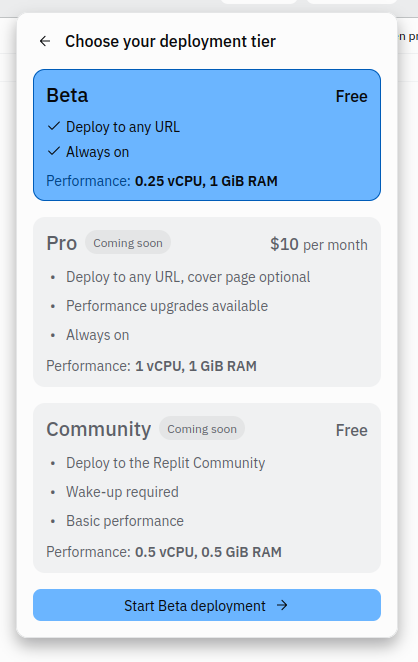 ← Choose your deployment tier
n pr
Beta Free
✓ Deploy to any URL
✓ Always on
Performance: 0.25 vCPU, 1 GiB RAM
Pro Coming soon $10 per month
• Deploy to any URL, cover page optional
• Performance upgrades available
• Always on
Performance: 1 vCPU, 1 GiB RAM
Community Coming soon Free
• Deploy to the Replit Community
• Wake-up required
• Basic performance
Performance: 0.5 vCPU, 0.5 GiB RAM
Start Beta deployment →